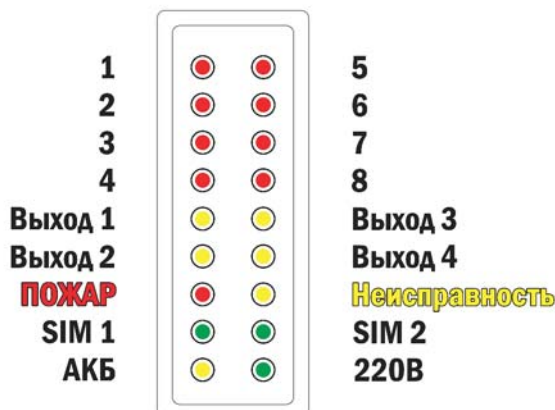 1 5
2 6
3 7
4 8
Выход 1 Выход 3
Выход 2 Выход 4
ПОЖАР Неисправность
SIM 1 SIM 2
АКБ 220В